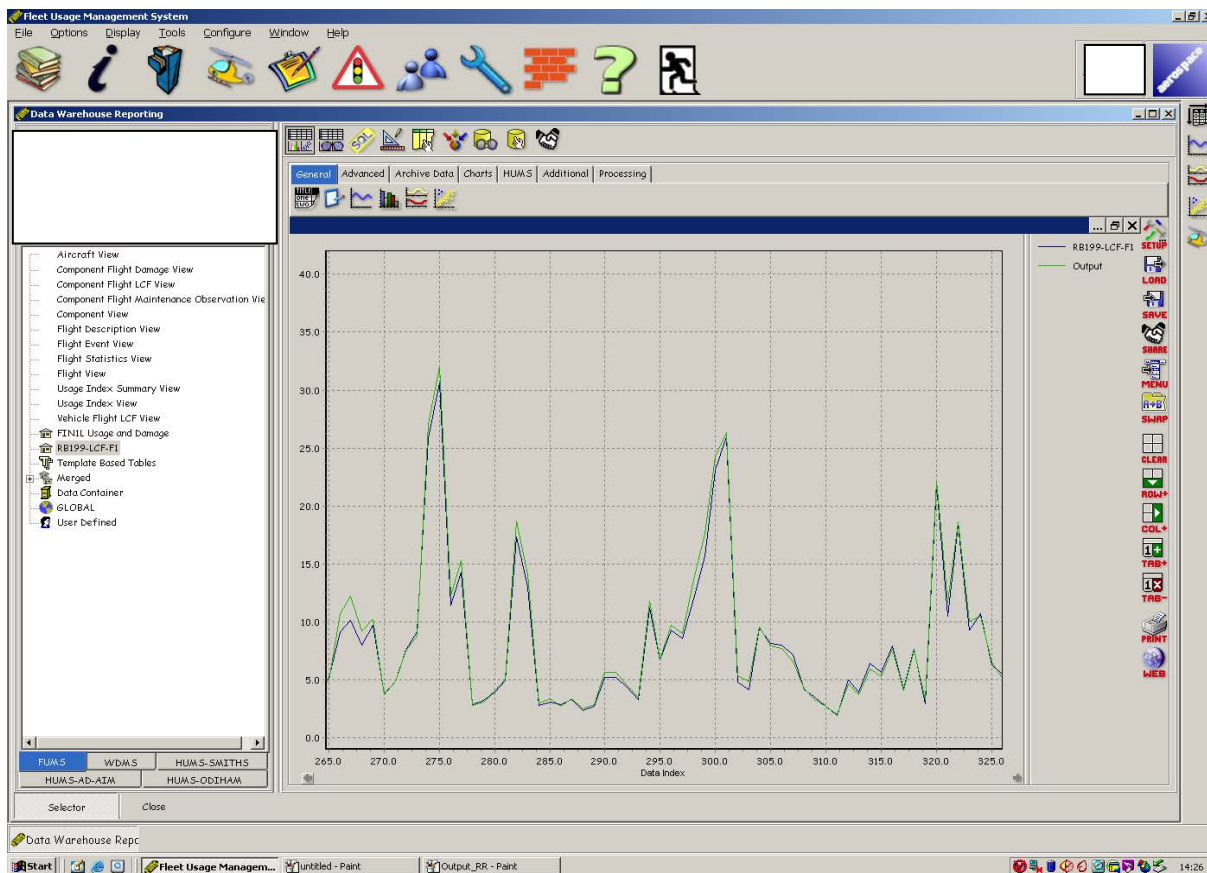 Fleet Usage Management System
File Options Display Tools Configure Window Help
aerospace
Data Warehouse Reporting
SQL
General Advanced Archive Data Charts HUMS Additional Processing
Aircraft View
Component Flight Damage View
Component Flight LCF View
Component Flight Maintenance Observation Vie
Component View
Flight Description View
Flight Event View
Flight Statistics View
Flight View
Usage Index Summary View
Usage Index View
Vehicle Flight LCF View
FIN1L Usage and Damage
RB199-LCF-F1
Template Based Tables
Merged
Data Container
GLOBAL
User Defined
FUMS WDMS HUMS-SMITHS
HUMS-AD-AIM HUMS-ODIHAM
Selector Close
RB199-LCF-F1
Output
40.0
35.0
30.0
25.0
20.0
15.0
10.0
5.0
0.0
265.0 270.0 275.0 280.0 285.0 290.0 295.0 300.0 305.0 310.0 315.0 320.0 325.0
Data Index
SETUP
LOAD
SAVE
SHARE
MENU
A+B
SWAP
CLEAR
ROW+
COL+
TAB+
TAB-
PRINT
WEB
Data Warehouse Repc
Start Fleet Usage Managem... untitled - Paint Output_RR - Paint 14:26